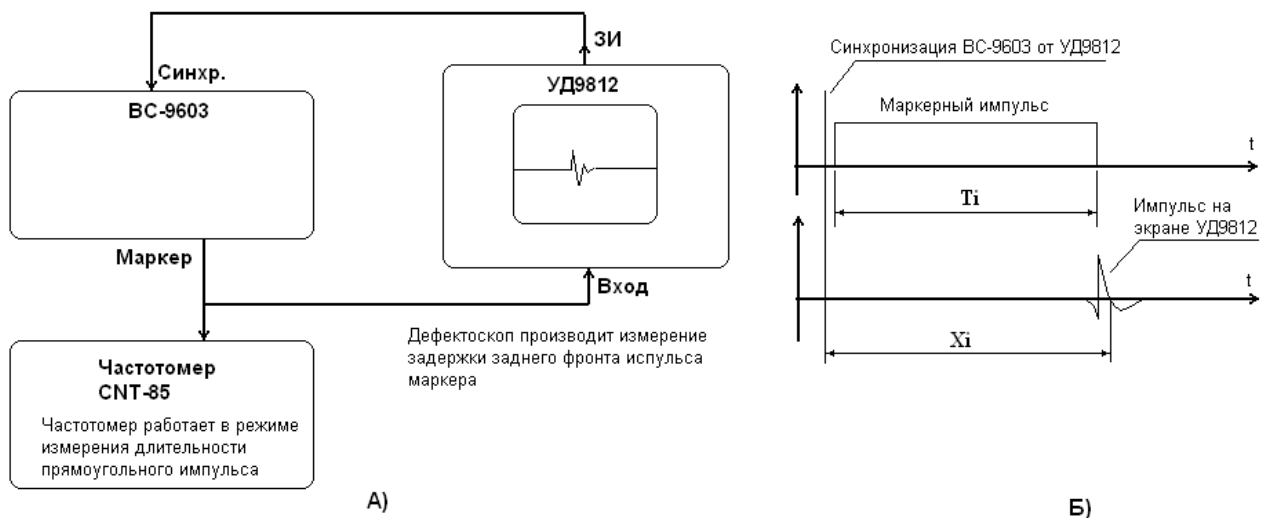 ЗИ
Синхр.
ВС-9603
УД9812
Маркер
Вход
Дефектоскоп производит измерение
задержки заднего фронта испульса
маркера
Частотомер
CNT-85
Частотомер работает в режиме
измерения длительности
прямоугольного импульса
А)
Синхронизация ВС-9603 от УД9812
Маркерный импульс
t
Ti
Импульс на
экране УД9812
t
Xi
Б)